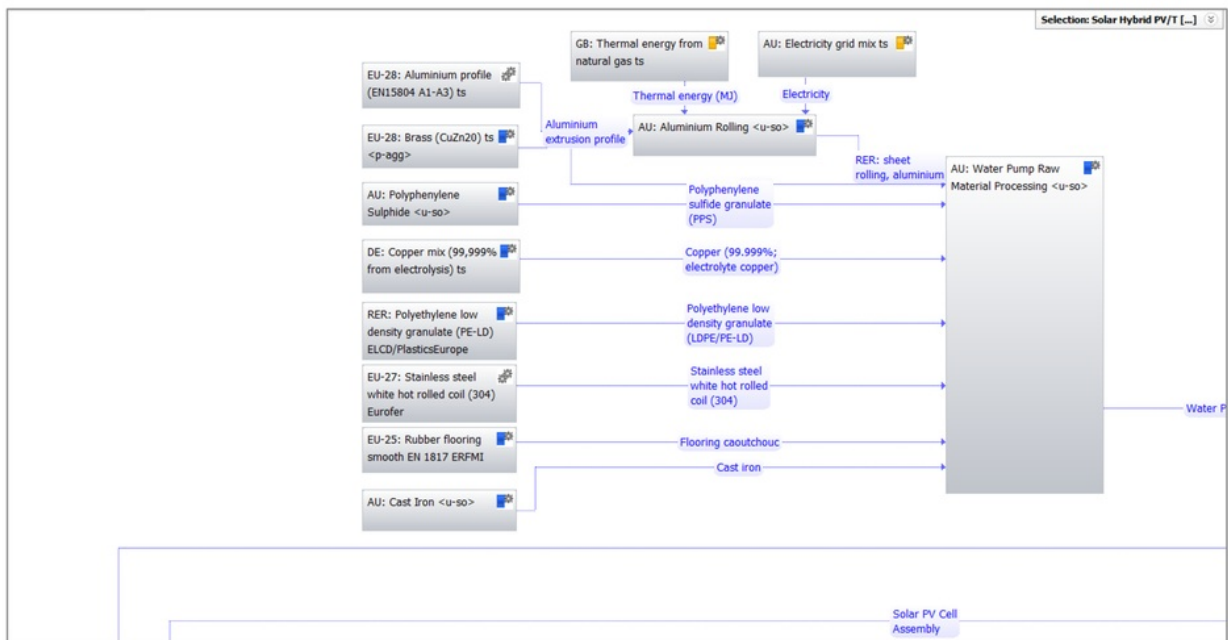 Selection: Solar Hybrid PV/T [...]
GB: Thermal energy from
natural gas ts
AU: Electricity grid mix ts
EU-28: Aluminium profile
(EN15804 A1-A3) ts
Thermal energy (MJ)
Electricity
Aluminium
extrusion profile
AU: Aluminium Rolling <u-so>
EU-28: Brass (CuZn20) ts
<p-agg>
RER: sheet
rolling, aluminium
AU: Water Pump Raw
Material Processing <u-so>
AU: Polyphenylene
Sulphide <u-so>
Polyphenylene
sulfide granulate
(PPS)
DE: Copper mix (99,999%
from electrolysis) ts
Copper (99.999%;
electrolyte copper)
RER: Polyethylene low
density granulate (PE-LD)
ELCD/PlasticsEurope
Polyethylene low
density granulate
(LDPE/PE-LD)
EU-27: Stainless steel
white hot rolled coil (304)
Eurofer
Stainless steel
white hot rolled
coil (304)
Water P
EU-25: Rubber flooring
smooth EN 1817 ERFMI
Flooring caoutchouc
Cast iron
AU: Cast Iron <u-so>
Solar PV Cell
Assembly